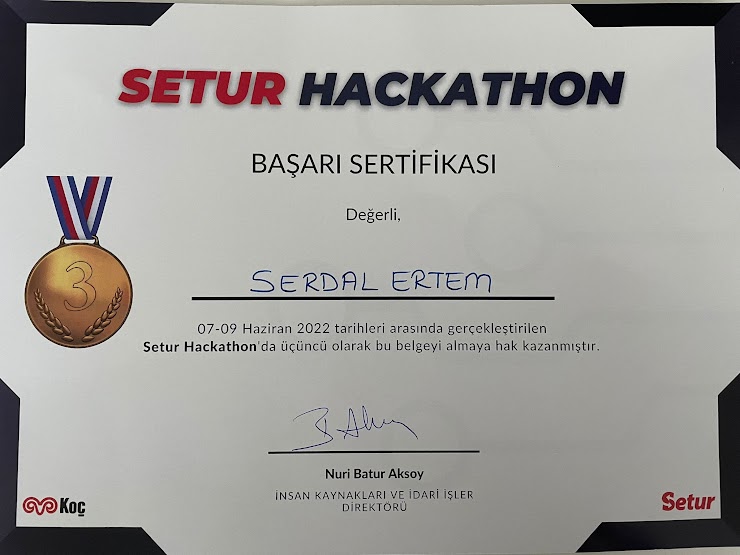 SETUR HACKATHON
BAŞARI SERTİFİKASI
Değerli,
SERDAL ERTEM
3
07-09 Haziran 2022 tarihleri arasında gerçekleştirilen
Setur Hackathon'da üçüncü olarak bu belgeyi almaya hak kazanmıştır.
Nuri Batur Aksoy
İNSAN KAYNAKLARI VE İDARİ İŞLER
DİREKTÖRÜ
Koç
Setur